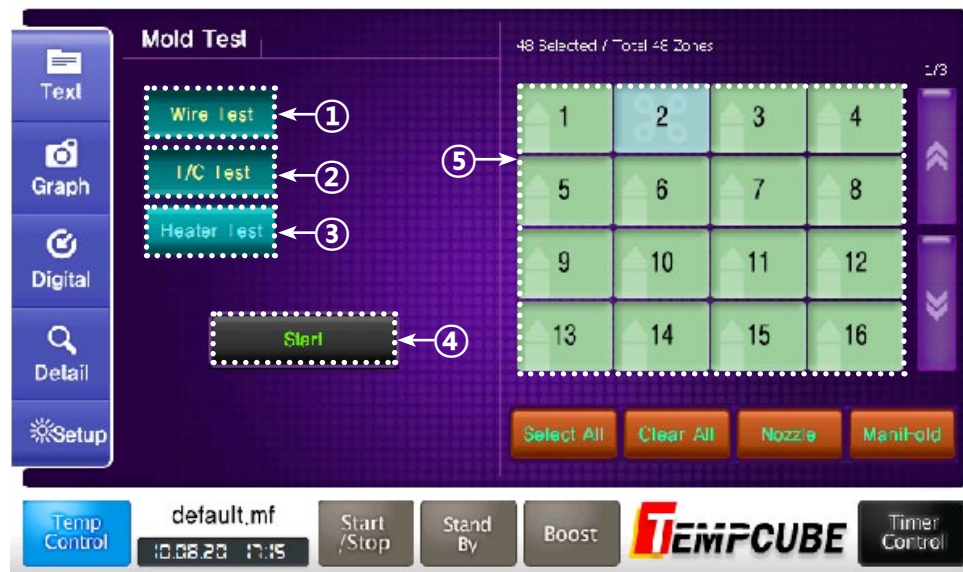 Mold Test
48 Selected / Total 48 Zones
1/3
Text
Graph
Digital
Detail
Setup
Wire Test
①
I/C Test
②
Heater Test
③
Start
④
⑤
1 2 3 4
5 6 7 8
9 10 11 12
13 14 15 16
Select All
Clear All
Nozzle
Manifold
Temp
Control
default.mf
10.08.20 17:15
Start
/Stop
Stand
By
Boost
TEMPCUBE
Timer
Control